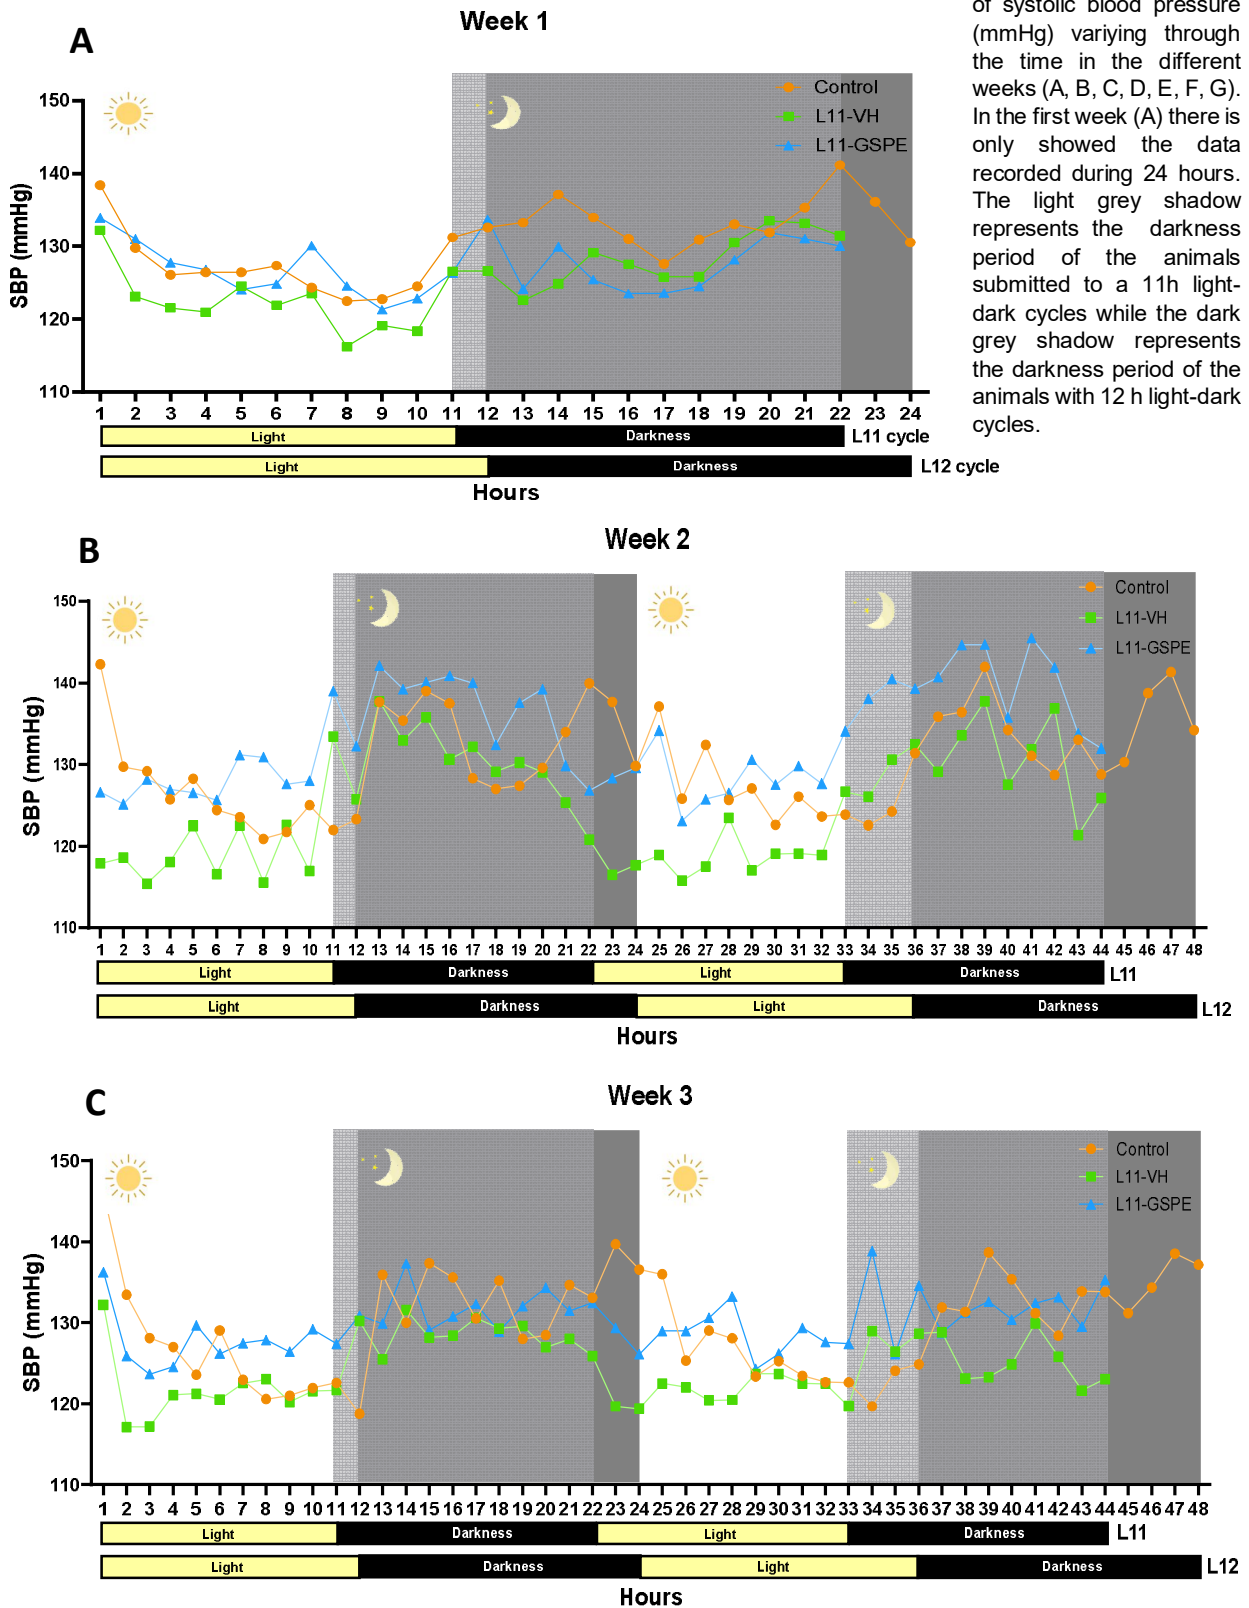 of systolic blood pressure
(mmHg) variying through
the time in the different
weeks (A, B, C, D, E, F, G).
In the first week (A) there is
only showed the data
recorded during 24 hours.
The light grey shadow
represents the darkness
period of the animals
submitted to a 11h light-
dark cycles while the dark
grey shadow represents
the darkness period of the
animals with 12 h light-dark
cycles.
Week 1
A
Control
L11-VH
L11-GSPE
SBP (mmHg)
150
140
130
120
110
1 2 3 4 5 6 7 8 9 10 11 12 13 14 15 16 17 18 19 20 21 22 23 24
Light Darkness L11 cycle
Light Darkness L12 cycle
Hours
Week 2
B
Control
L11-VH
L11-GSPE
SBP (mmHg)
150
140
130
120
110
1 2 3 4 5 6 7 8 9 10 11 12 13 14 15 16 17 18 19 20 21 22 23 24 25 26 27 28 29 30 31 32 33 34 35 36 37 38 39 40 41 42 43 44 45 46 47 48
Light Darkness Light Darkness L11
Light Darkness Light Darkness L12
Hours
Week 3
C
Control
L11-VH
L11-GSPE
SBP (mmHg)
150
140
130
120
110
1 2 3 4 5 6 7 8 9 10 11 12 13 14 15 16 17 18 19 20 21 22 23 24 25 26 27 28 29 30 31 32 33 34 35 36 37 38 39 40 41 42 43 44 45 46 47 48
Light Darkness Light Darkness L11
Light Darkness Light Darkness L12
Hours